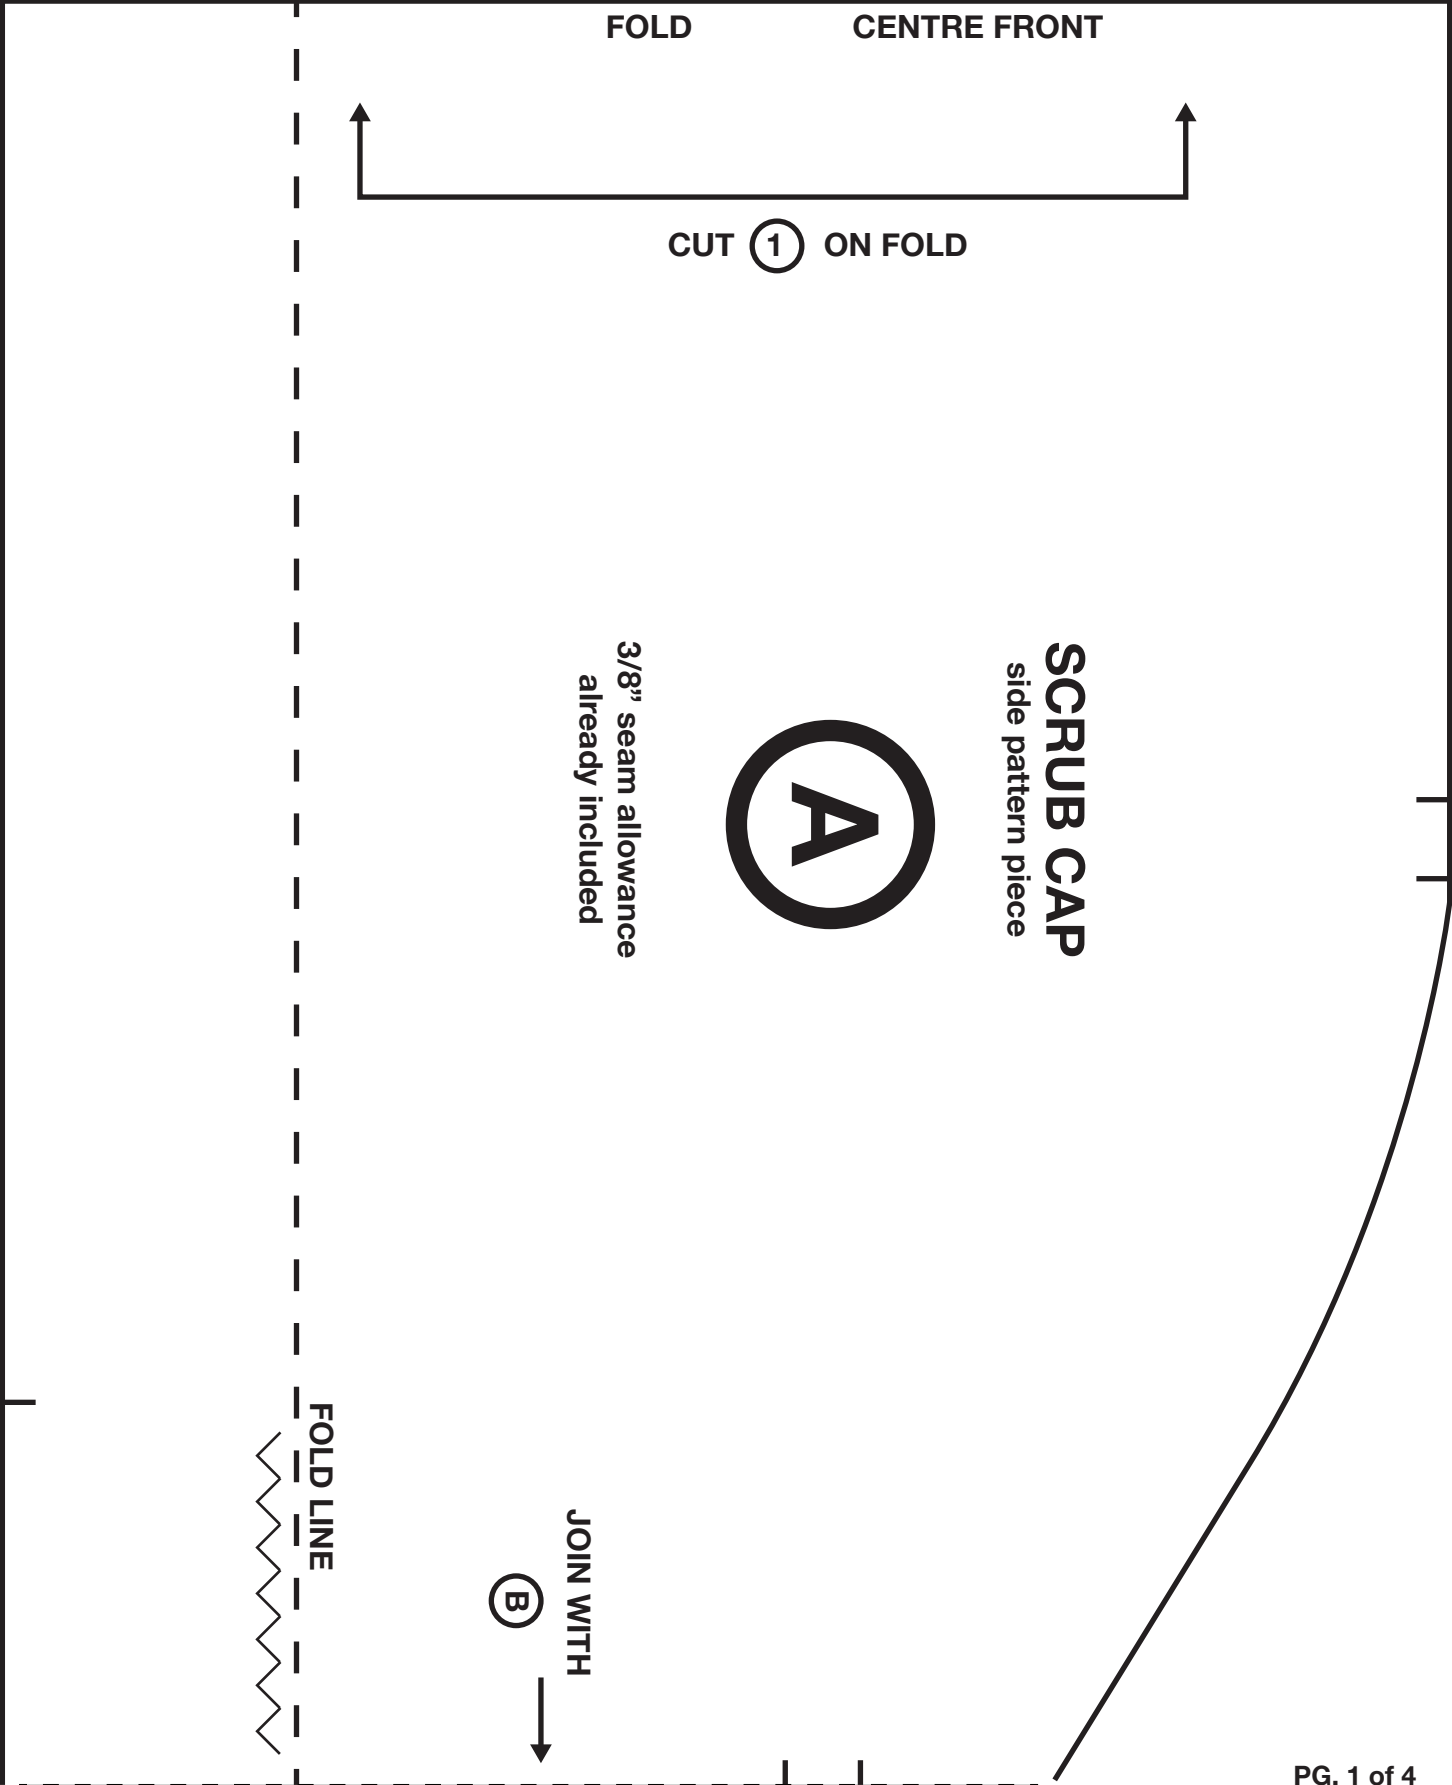 FOLD CENTRE FRONT
CUT 1 ON FOLD
SCRUB CAP
side pattern piece
A
3/8” seam allowance
already included
FOLD LINE
JOIN WITH
B
PG. 1 of 4